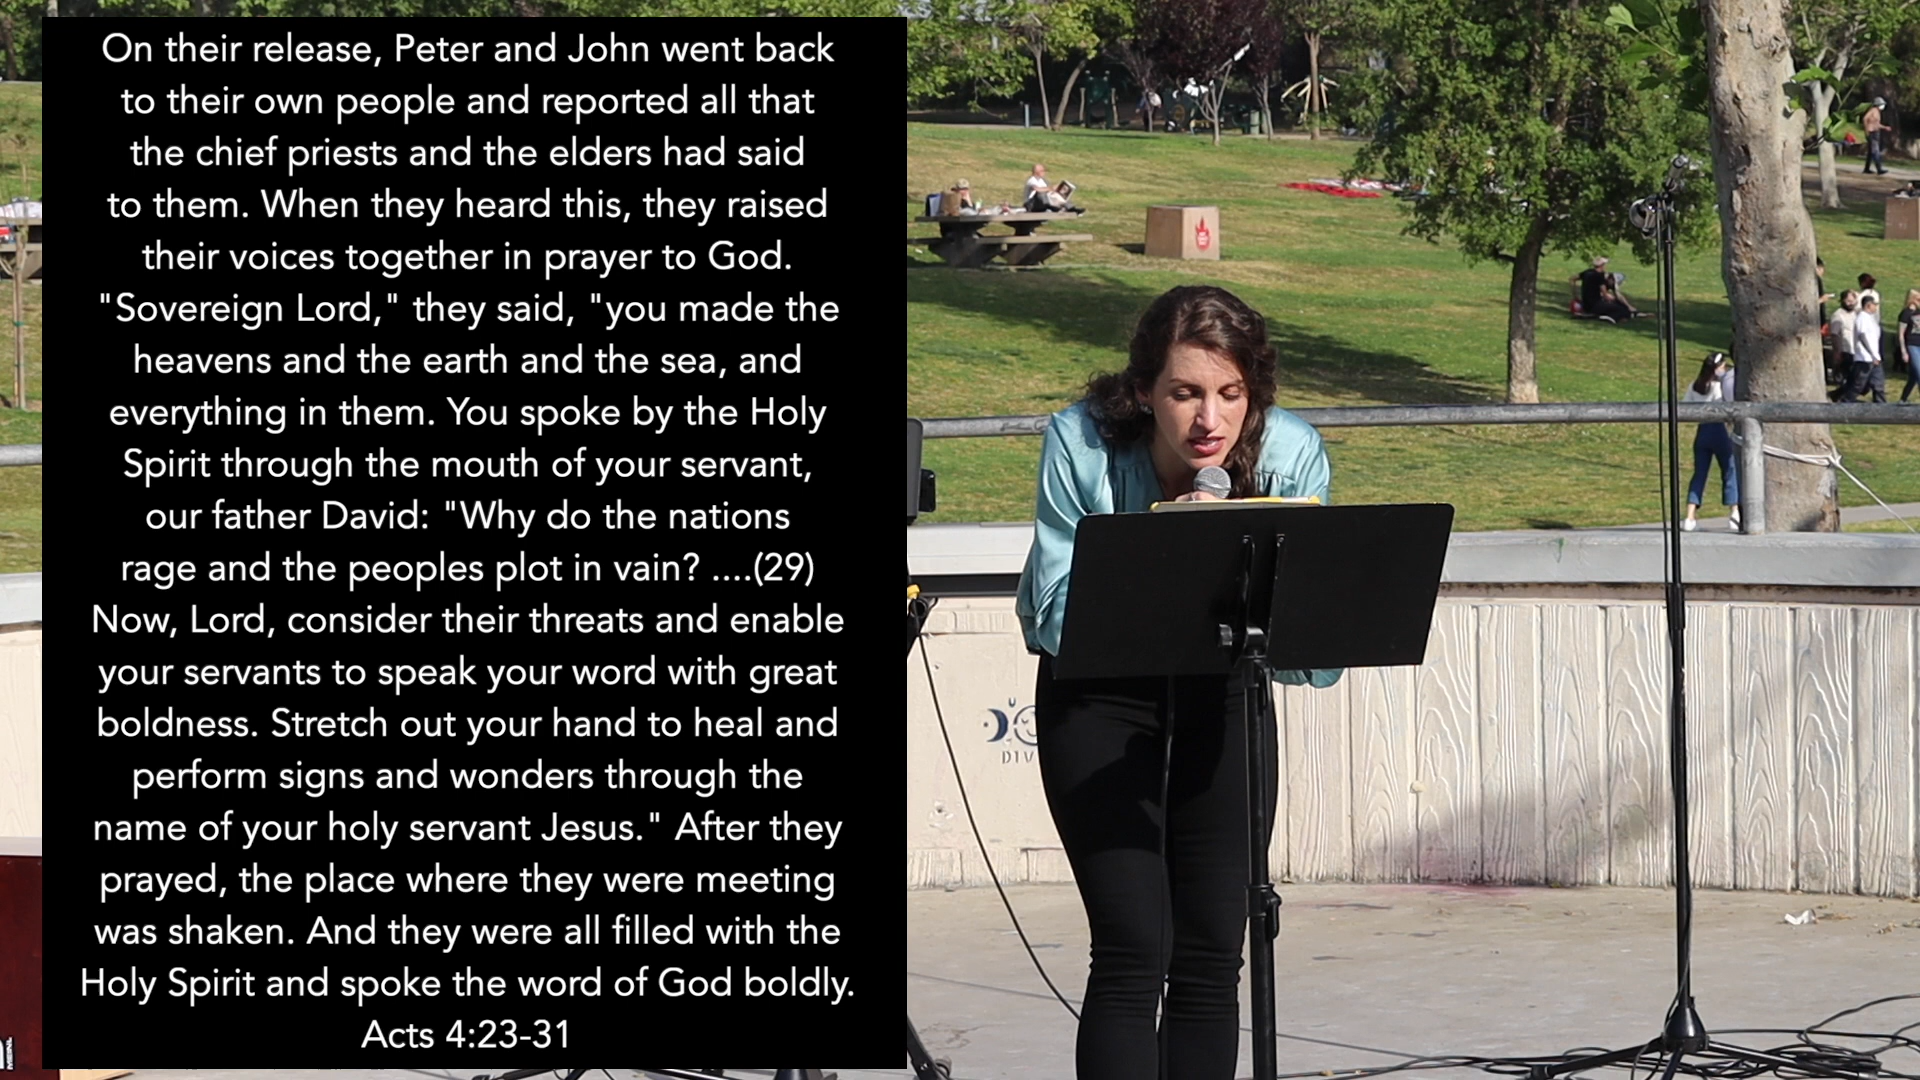 On their release, Peter and John went back
to their own people and reported all that
the chief priests and the elders had said
to them. When they heard this, they raised
their voices together in prayer to God.
"Sovereign Lord," they said, "you made the
heavens and the earth and the sea, and
everything in them. You spoke by the Holy
Spirit through the mouth of your servant,
our father David: "Why do the nations
rage and the peoples plot in vain? ....(29)
Now, Lord, consider their threats and enable
your servants to speak your word with great
boldness. Stretch out your hand to heal and
perform signs and wonders through the
name of your holy servant Jesus." After they
prayed, the place where they were meeting
was shaken. And they were all filled with the
Holy Spirit and spoke the word of God boldly.
Acts 4:23-31
DIV
MEINL